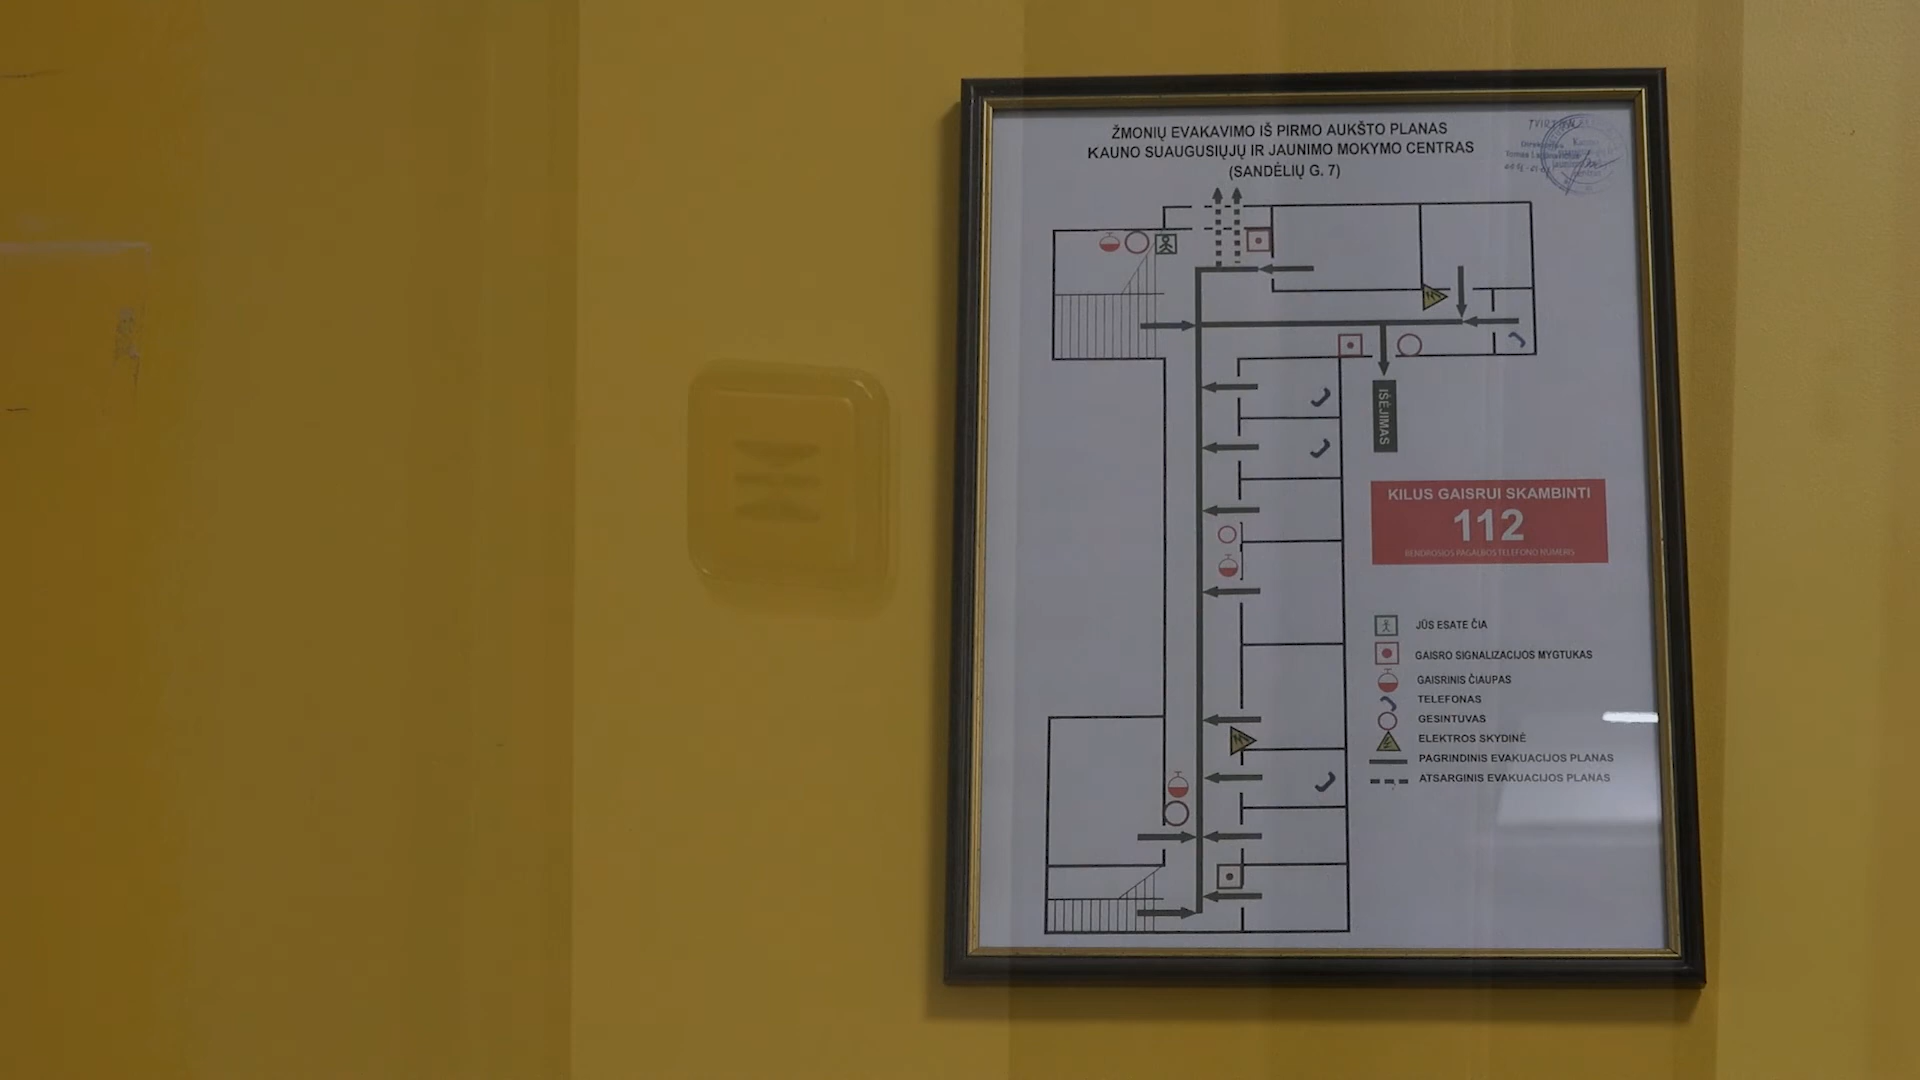 ŽMONIŲ EVAKAVIMO IŠ PIRMO AUKŠTO PLANAS
KAUNO SUAUGUSIŲJŲ IR JAUNIMO MOKYMO CENTRAS
(SANDĖLIŲ G. 7)
IŠĖJIMAS
KILUS GAISRUI SKAMBINTI
112
BENDROSIOS PAGALBOS TELEFONO NUMERIS
JŪS ESATE ČIA
GAISRO SIGNALIZACIJOS MYGTUKAS
GAISRINIS ČIAUPAS
TELEFONAS
GESINTUVAS
ELEKTROS SKYDINĖ
PAGRINDINIS EVAKUACIJOS PLANAS
ATSARGINIS EVAKUACIJOS PLANAS